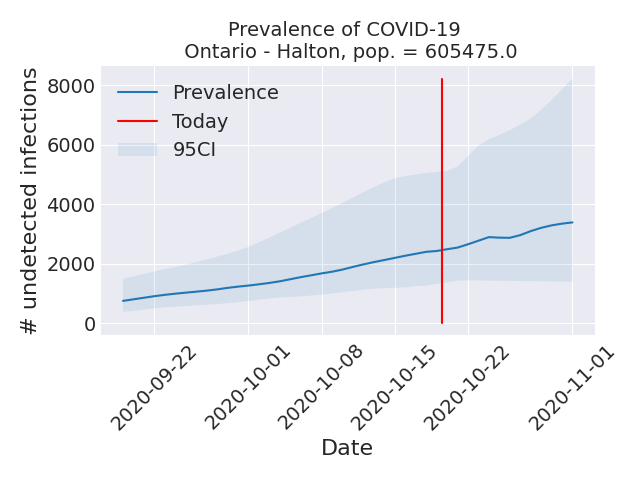 Prevalence of COVID-19
Ontario - Halton, pop. = 605475.0
# undetected infections
8000
6000
4000
2000
0
Prevalence
Today
95CI
2020-09-22
2020-10-01
2020-10-08
2020-10-15
2020-10-22
2020-11-01
Date